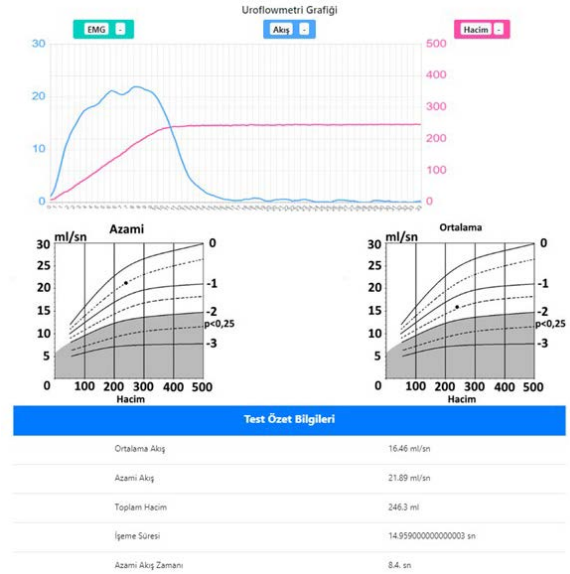 Uroflowmetri Grafiği
EMG -
Akış -
Hacim -
30
20
10
0
500
400
300
200
100
0
Azami
ml/sn
30
25
20
15
10
5
0 100 200 300 400 500
Hacim
0
-1
-2
p<0,25
-3
Ortalama
ml/sn
30
25
20
15
10
5
0 100 200 300 400 500
Hacim
0
-1
-2
p<0,25
-3
Test Özet Bilgileri
Ortalama Akış 16.46 ml/sn
Azami Akış 21.89 ml/sn
Toplam Hacim 246.3 ml
İşeme Süresi 14.959000000000003 sn
Azami Akış Zamanı 8.4. sn